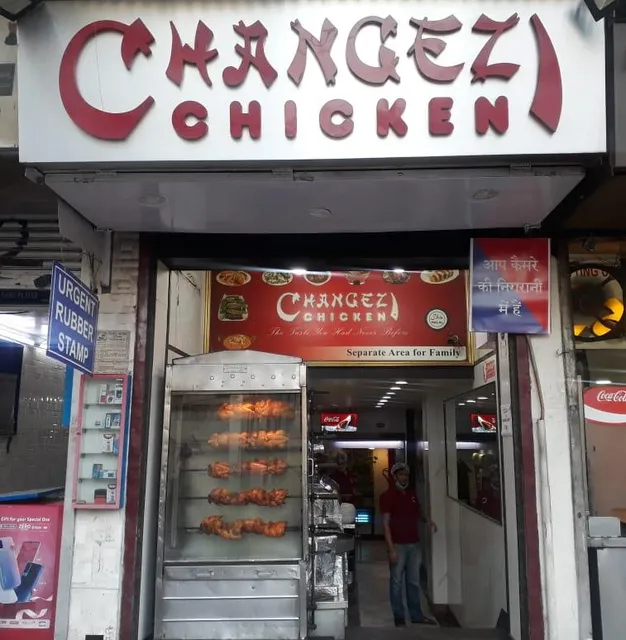 CHANGEZI
CHICKEN
आप कैमरे
की निगरानी
में हैं
URGENT
RUBBER
STAMP
CHANGEZI
CHICKEN
The Taste You Had Never Before
Separate Area for Family
Coca-Cola
Coca-Cola